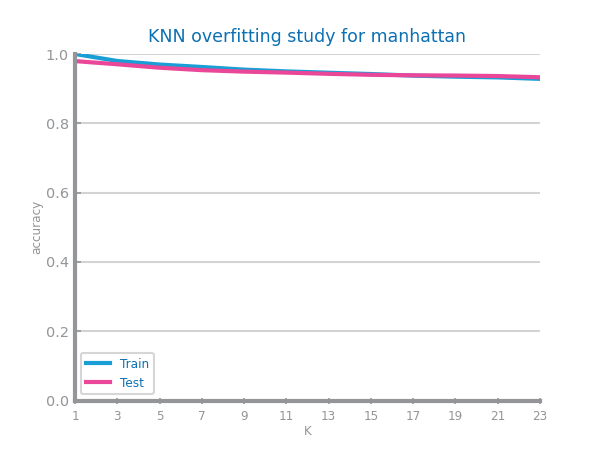 KNN overfitting study for manhattan
1.0
0.8
0.6
0.4
0.2
0.0
accuracy
Train
Test
1 3 5 7 9 11 13 15 17 19 21 23
K